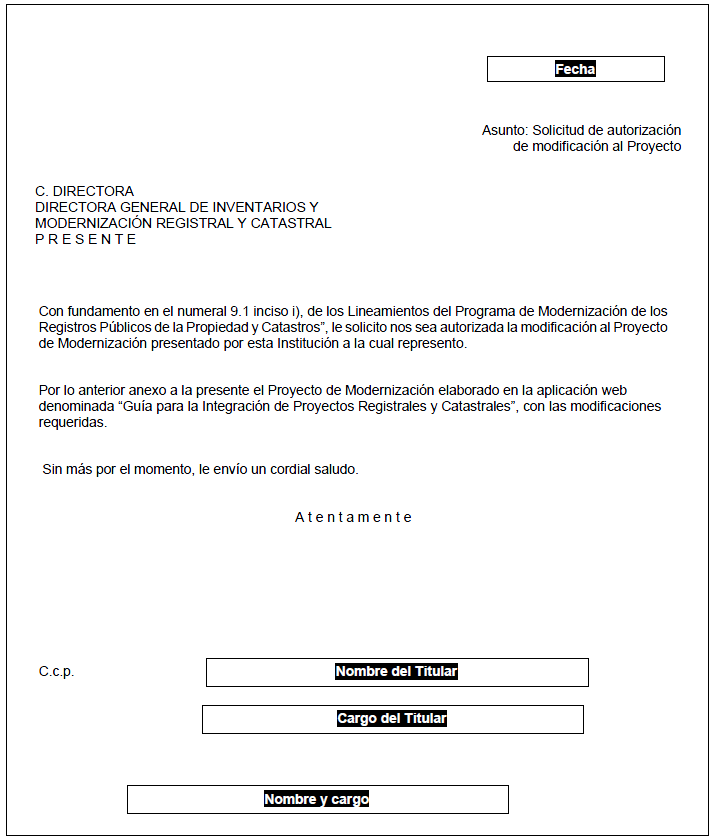 Fecha
Asunto: Solicitud de autorización
de modificación al Proyecto
C. DIRECTORA
DIRECTORA GENERAL DE INVENTARIOS Y
MODERNIZACIÓN REGISTRAL Y CATASTRAL
P R E S E N T E
Con fundamento en el numeral 9.1 inciso i), de los Lineamientos del Programa de Modernización de los
Registros Públicos de la Propiedad y Catastros”, le solicito nos sea autorizada la modificación al Proyecto
de Modernización presentado por esta Institución a la cual represento.
Por lo anterior anexo a la presente el Proyecto de Modernización elaborado en la aplicación web
denominada “Guía para la Integración de Proyectos Registrales y Catastrales”, con las modificaciones
requeridas.
Sin más por el momento, le envío un cordial saludo.
A t e n t a m e n t e
C.c.p.
Nombre del Titular
Cargo del Titular
Nombre y cargo